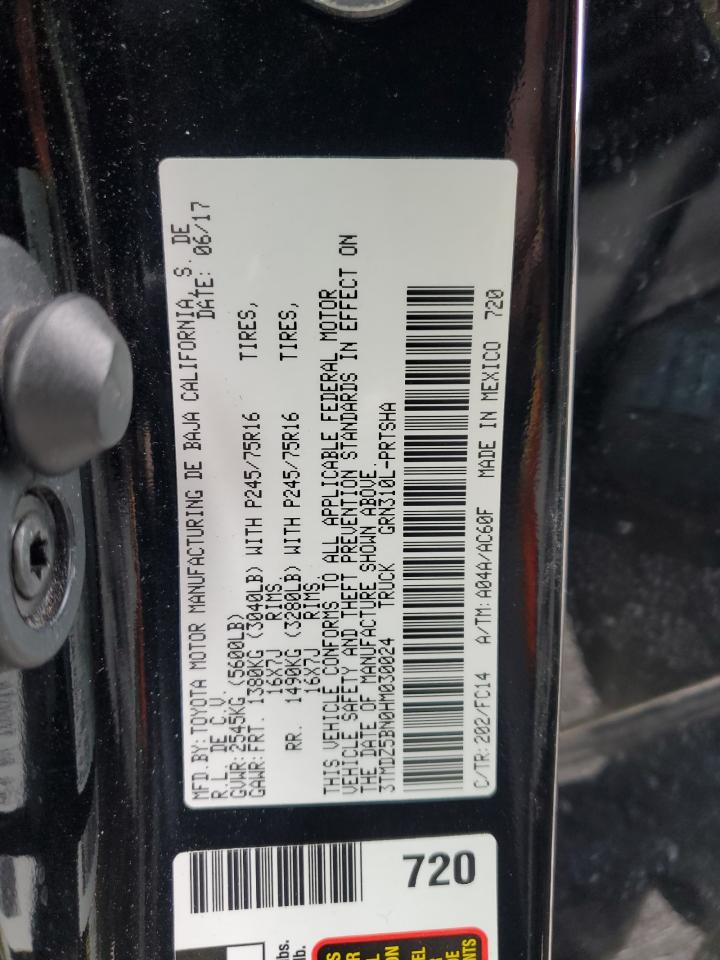 MFD.BY:TOYOTA MOTOR MANUFACTURING DE BAJA CALIFORNIA, S. DE
R.L. DE C.V. DATE: 06/17
GVWR:2545KG (5600LB)
GAWR:FRT. 1380KG (3040LB) WITH P245/75R16 TIRES,
16X7J RIMS.
RR. 1490KG (3280LB) WITH P245/75R16 TIRES,
16X7J RIMS.
THIS VEHICLE CONFORMS TO ALL APPLICABLE FEDERAL MOTOR
VEHICLE SAFETY AND THEFT PREVENTION STANDARDS IN EFFECT ON
THE DATE OF MANUFACTURE SHOWN ABOVE.
3TMDZ5BN0HM030024 TRUCK GRN310L-PRTSHA
C/TR:202/FC14 A/TM:A04A/AC60F MADE IN MEXICO 720
720
lbs.
lb.